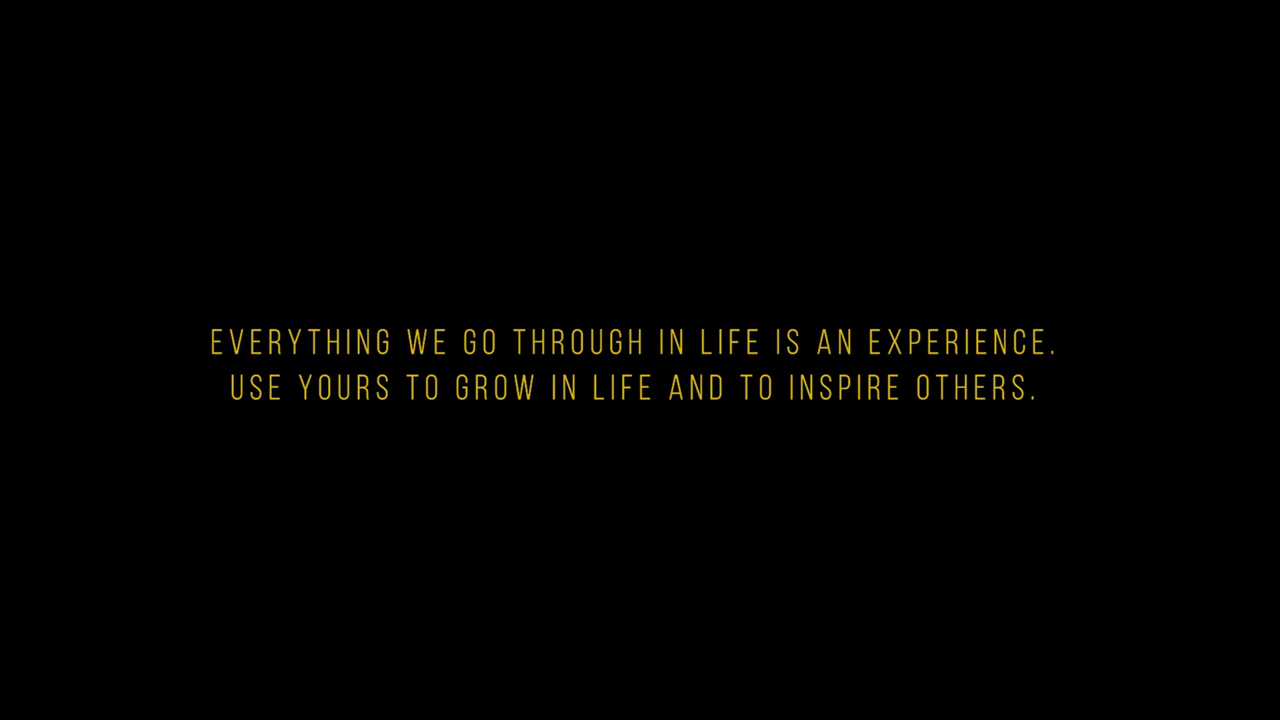 EVERYTHING WE GO THROUGH IN LIFE IS AN EXPERIENCE.
USE YOURS TO GROW IN LIFE AND TO INSPIRE OTHERS.